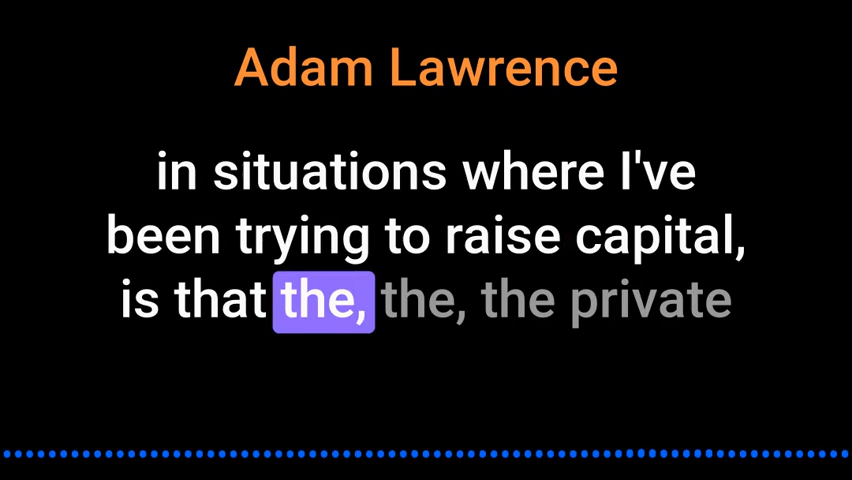 Adam Lawrence
in situations where I've
been trying to raise capital,
is that the, the, the private